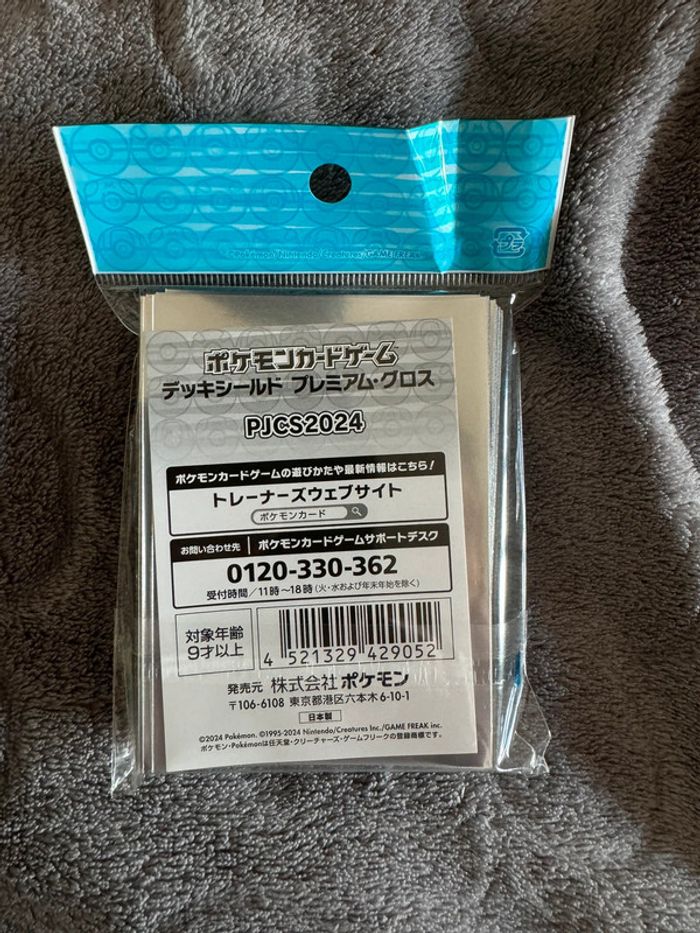 ©Pokémon/Nintendo/Creatures/GAME FREAK
プラ
ポケモンカードゲーム
デッキシールド プレミアム・グロス
PJCS2024
ポケモンカードゲームの遊びかたや最新情報はこちら！
トレーナーズウェブサイト
ポケモンカード
お問い合わせ先 ポケモンカードゲームサポートデスク
0120-330-362
受付時間／11時～18時（火・水および年末年始を除く）
対象年齢
9才以上
4 521329 429052
発売元 株式会社ポケモン
〒106-6108 東京都港区六本木6-10-1
日本製
©2024 Pokémon. ©1995-2024 Nintendo/Creatures Inc./GAME FREAK inc.
ポケモン・Pokémonは任天堂・クリーチャーズ・ゲームフリークの登録商標です。